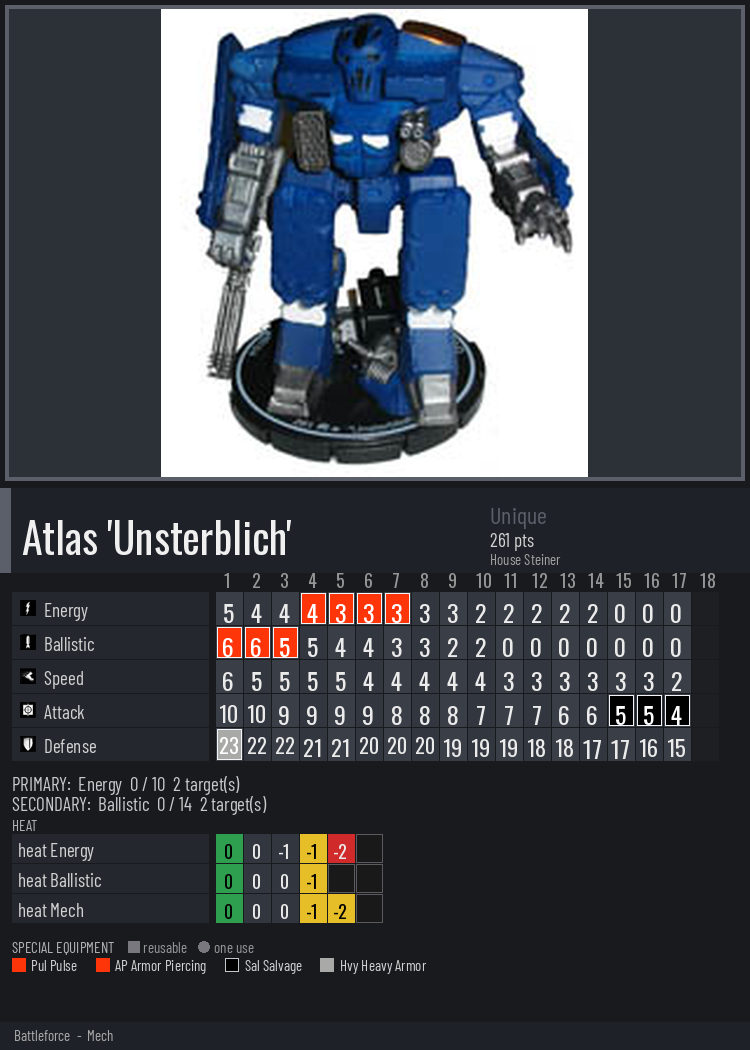 Atlas 'Unsterblich'
Unique
261 pts
House Steiner
1 2 3 4 5 6 7 8 9 10 11 12 13 14 15 16 17 18
Energy 5 4 4 4 3 3 3 3 3 2 2 2 2 2 0 0 0
Ballistic 6 6 5 5 4 4 3 3 2 2 0 0 0 0 0 0 0
Speed 6 5 5 5 5 4 4 4 4 4 3 3 3 3 3 3 2
Attack 10 10 9 9 9 9 8 8 8 7 7 7 6 6 5 5 4
Defense 23 22 22 21 21 20 20 20 19 19 19 18 18 17 17 16 15
PRIMARY: Energy 0 / 10 2 target(s)
SECONDARY: Ballistic 0 / 14 2 target(s)
HEAT
heat Energy 0 0 -1 -1 -2
heat Ballistic 0 0 0 -1
heat Mech 0 0 0 -1 -2
SPECIAL EQUIPMENT reusable one use
Pul Pulse AP Armor Piercing Sal Salvage Hvy Heavy Armor
Battleforce - Mech